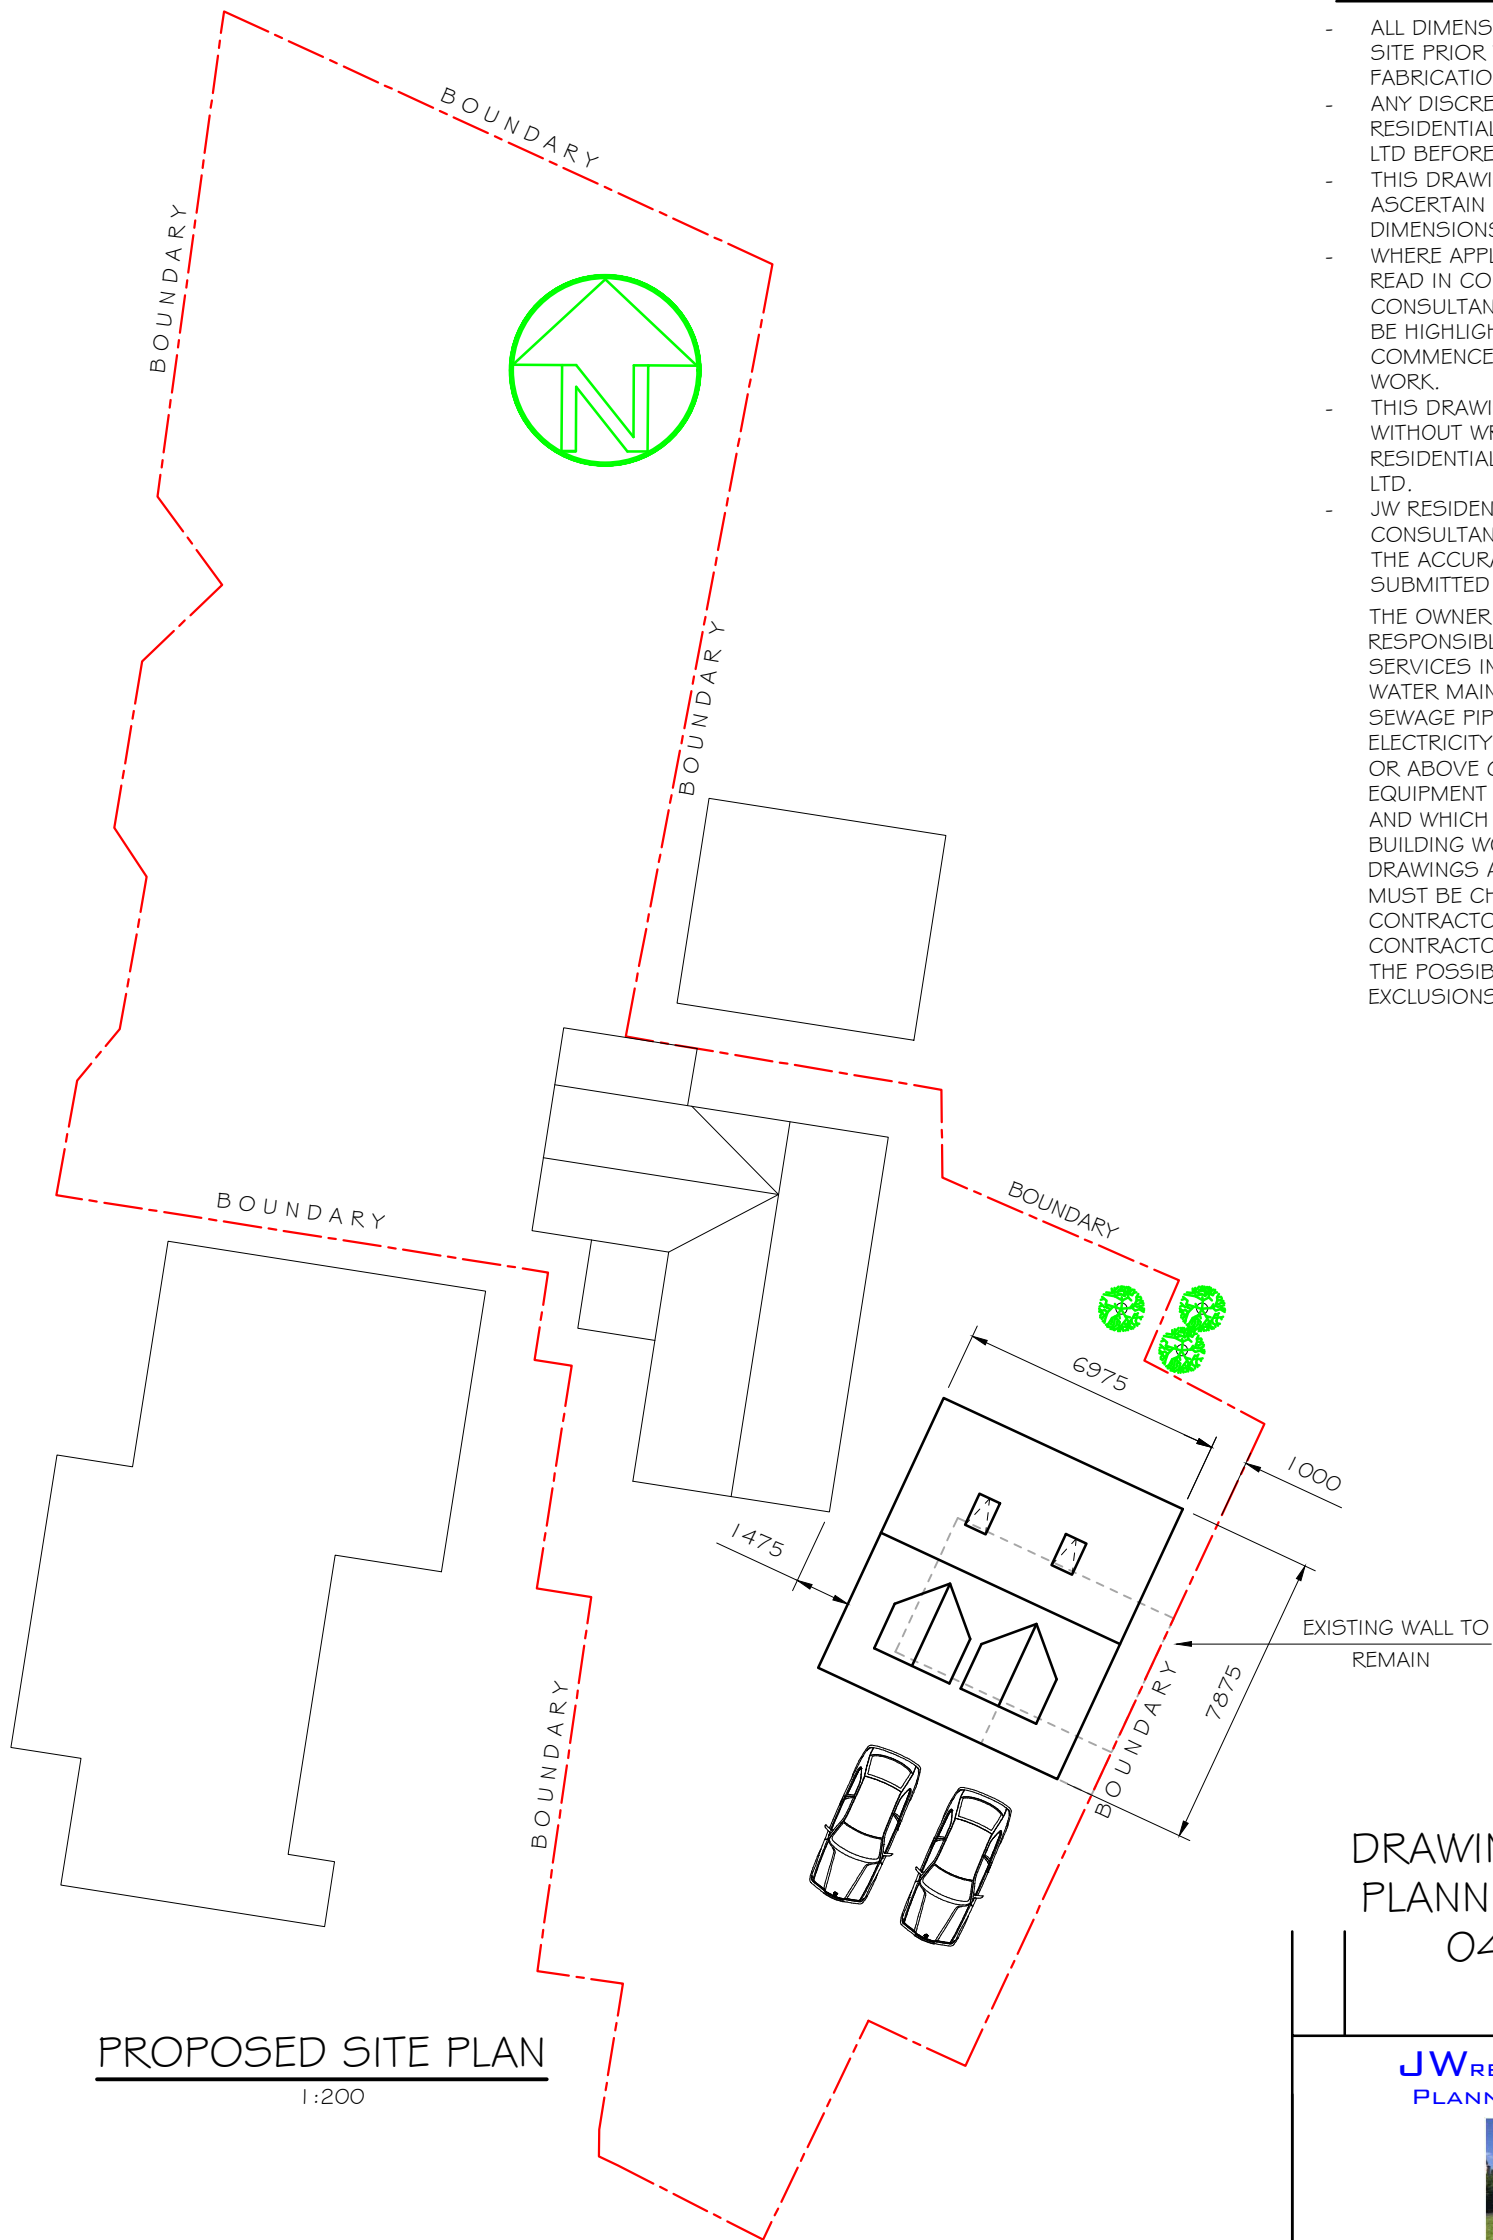 BOUNDARY
BOUNDARY
N
BOUNDARY
BOUNDARY
BOUNDARY
6975
1000
1475
EXISTING WALL TO
REMAIN
7875
BOUNDARY
BOUNDARY
PROPOSED SITE PLAN
1:200
- ALL DIMENS
SITE PRIOR
FABRICATIO
- ANY DISCRE
RESIDENTIAL
LTD BEFORE
- THIS DRAWI
ASCERTAIN
DIMENSIONS
- WHERE APPL
READ IN CO
CONSULTAN
BE HIGHLIGH
COMMENCE
WORK.
- THIS DRAWI
WITHOUT WR
RESIDENTIAL
LTD.
- JW RESIDEN
CONSULTAN
THE ACCURA
SUBMITTED
THE OWNER
RESPONSIBL
SERVICES IN
WATER MAIN
SEWAGE PIP
ELECTRICITY
OR ABOVE G
EQUIPMENT
AND WHICH
BUILDING WO
DRAWINGS A
MUST BE CH
CONTRACTO
CONTRACTO
THE POSSIB
EXCLUSIONS
DRAWIN
PLANN
04
JWRE
PLANN